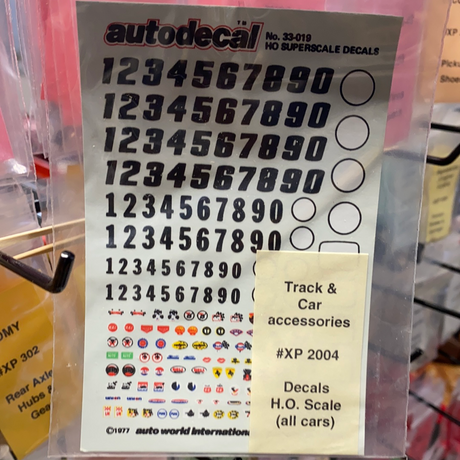 autodecal™
No. 33-019
HO SUPERSCALE DECALS
1234567890
1234567890
1234567890
1234567890
1234567890
1234567890
1234567890
1234567890
©1977 auto world international
Track &
Car
accessories
#XP 2004
Decals
H.O. Scale
(all cars)
XP 302
Rear Axle
Hubs &